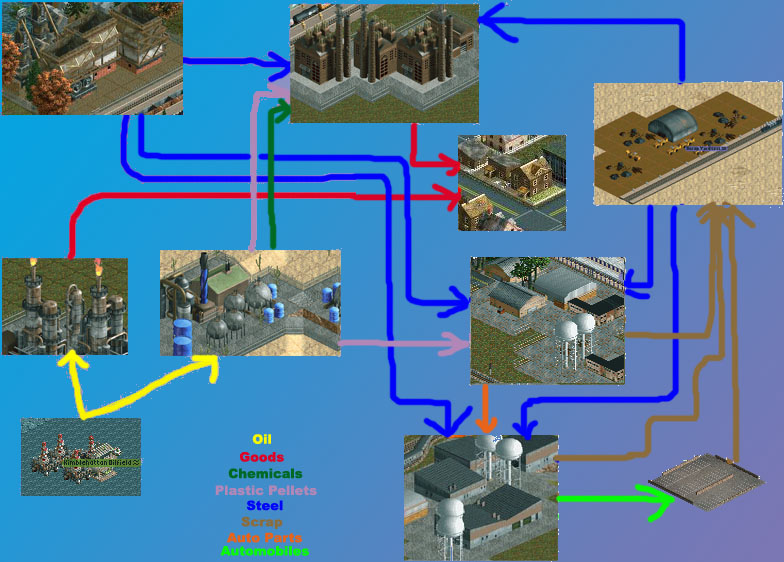 Oil
Goods
Chemicals
Plastic Pellets
Steel
Scrap
Auto Parts
Automobiles